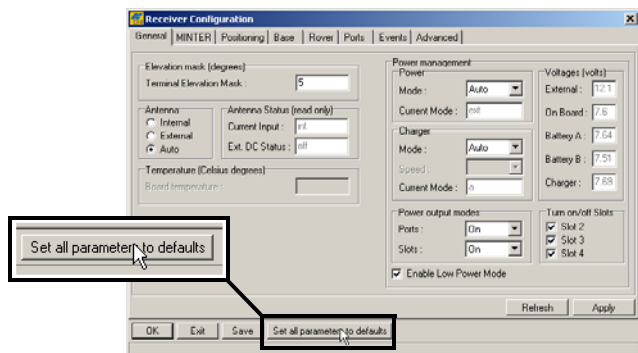 Receiver Configuration
General MINTER Positioning Base Rover Ports Events Advanced
Elevation mask (degrees)
Terminal Elevation Mask : 5
Antenna
Internal
External
Auto
Antenna Status (read only)
Current Input : int
Ext. DC Status : off
Temperature (Celsius degrees)
Board temperature :
Power management
Power
Mode : Auto
Current Mode : ext
Charger
Mode : Auto
Speed :
Current Mode : a
Power output modes
Ports : On
Slots : On
Enable Low Power Mode
Voltages (volts)
External : 12.1
On Board : 7.6
Battery A : 7.64
Battery B : 7.51
Charger : 7.63
Turn on/off Slots
Slot 2
Slot 3
Slot 4
Refresh Apply
OK Exit Save Set all parameters to defaults
Set all parameters to defaults